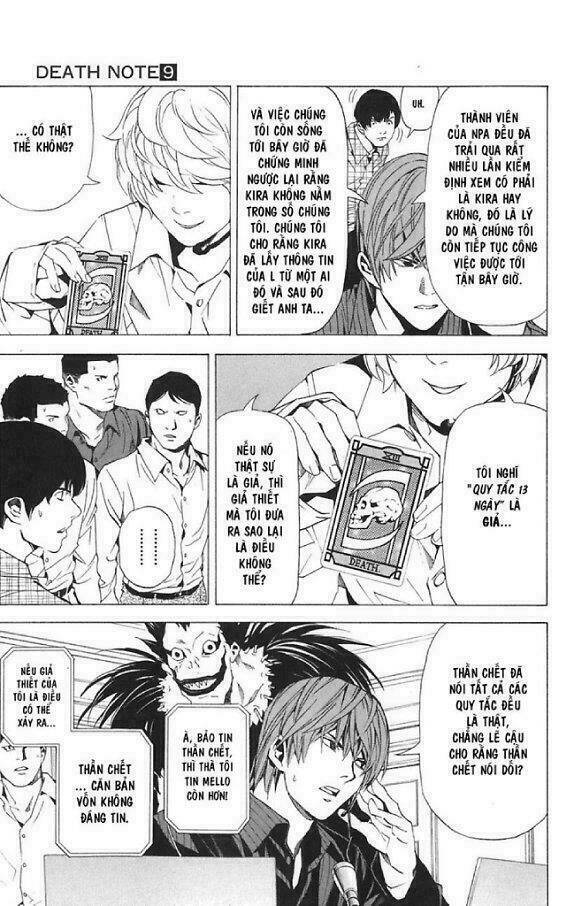 DEATH NOTE 9
THÀNH VIÊN
CỦA NPA ĐỀU ĐÃ
TRẢI QUA RẤT
NHIỀU LẦN KIỂM
ĐỊNH XEM CÓ PHẢI
LÀ KIRA HAY
KHÔNG, ĐÓ LÀ LÝ
DO MÀ CHÚNG TÔI
CÒN TIẾP TỤC CÔNG
VIỆC ĐƯỢC TỚI
TẬN BÂY GIỜ.
UH.
VÀ VIỆC CHÚNG
TÔI CÒN SỐNG
TỚI BÂY GIỜ ĐÃ
CHỨNG MINH
NGƯỢC LẠI RẰNG
KIRA KHÔNG NẰM
TRONG SỐ CHÚNG
TÔI. CHÚNG TÔI
CHO RẰNG KIRA
ĐÃ LẤY THÔNG TIN
CỦA L TỪ MỘT AI
ĐÓ VÀ SAU ĐÓ
GIẾT ANH TA...
... CÓ THẬT
THẾ KHÔNG?
DEATH.
TÔI NGHĨ
"QUY TẮC 13
NGÀY" LÀ
GIẢ...
XIII
DEATH.
NẾU NÓ
THẬT SỰ
LÀ GIẢ, THÌ
GIẢ THIẾT
MÀ TÔI ĐƯA
RA SAO LẠI
LÀ ĐIỀU
KHÔNG
THỂ?
......
THẦN CHẾT ĐÃ
NÓI TẤT CẢ CÁC
QUY TẮC ĐỀU
LÀ THẬT,
CHẲNG LẼ CẬU
CHO RẰNG THẦN
CHẾT NÓI DỐI?
À, BẢO TIN
THẦN CHẾT,
THÌ THÀ TÔI
TIN MELLO
CÒN HƠN!
NẾU GIẢ
THIẾT CỦA
TÔI LÀ ĐIỀU
CÓ THỂ
XẢY RA...
THẦN CHẾT
... CĂN BẢN
VỐN KHÔNG
ĐÁNG TIN.